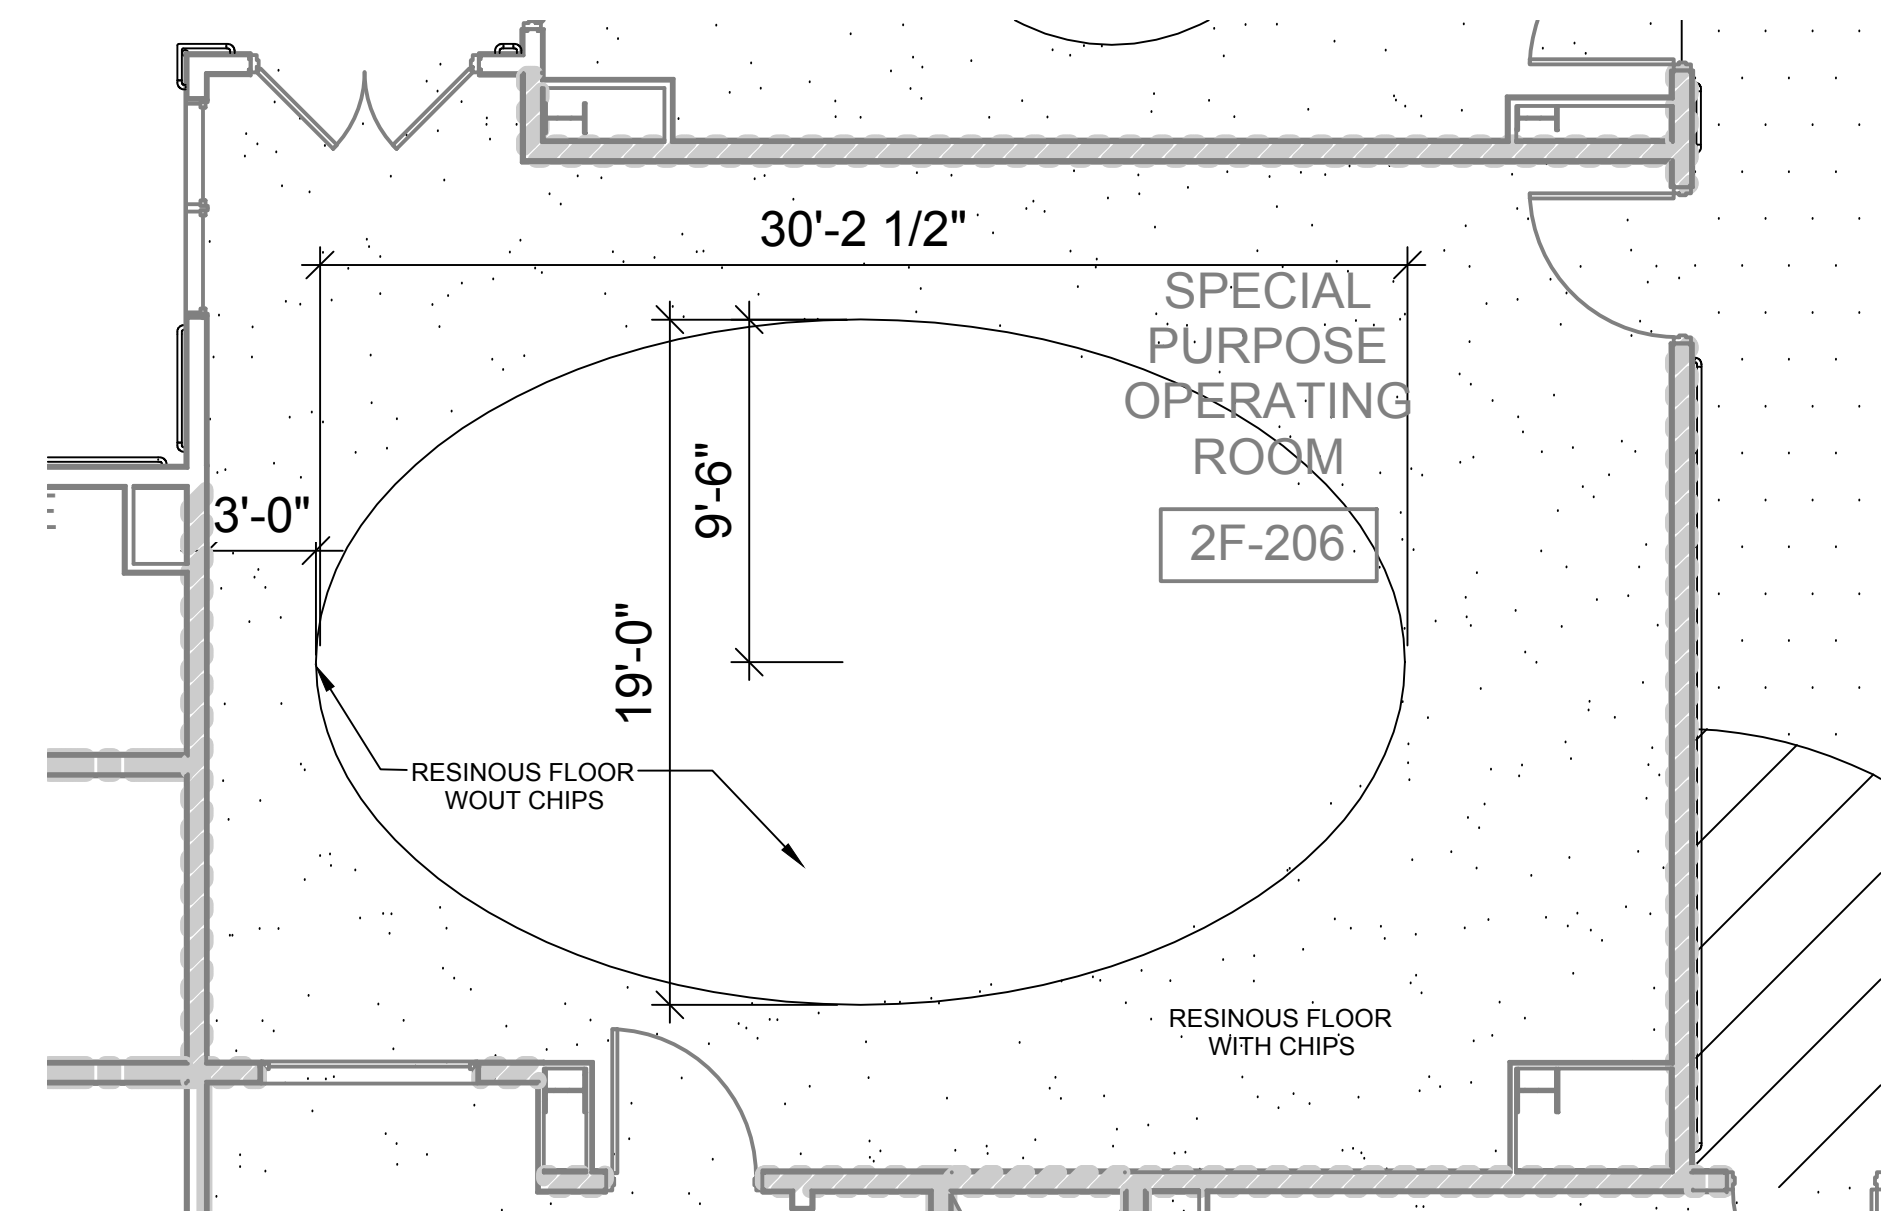 30'-2 1/2"
SPECIAL
PURPOSE
OPERATING
ROOM
2F-206
3'-0"
9'-6"
19'-0"
RESINOUS FLOOR
WOUT CHIPS
RESINOUS FLOOR
WITH CHIPS